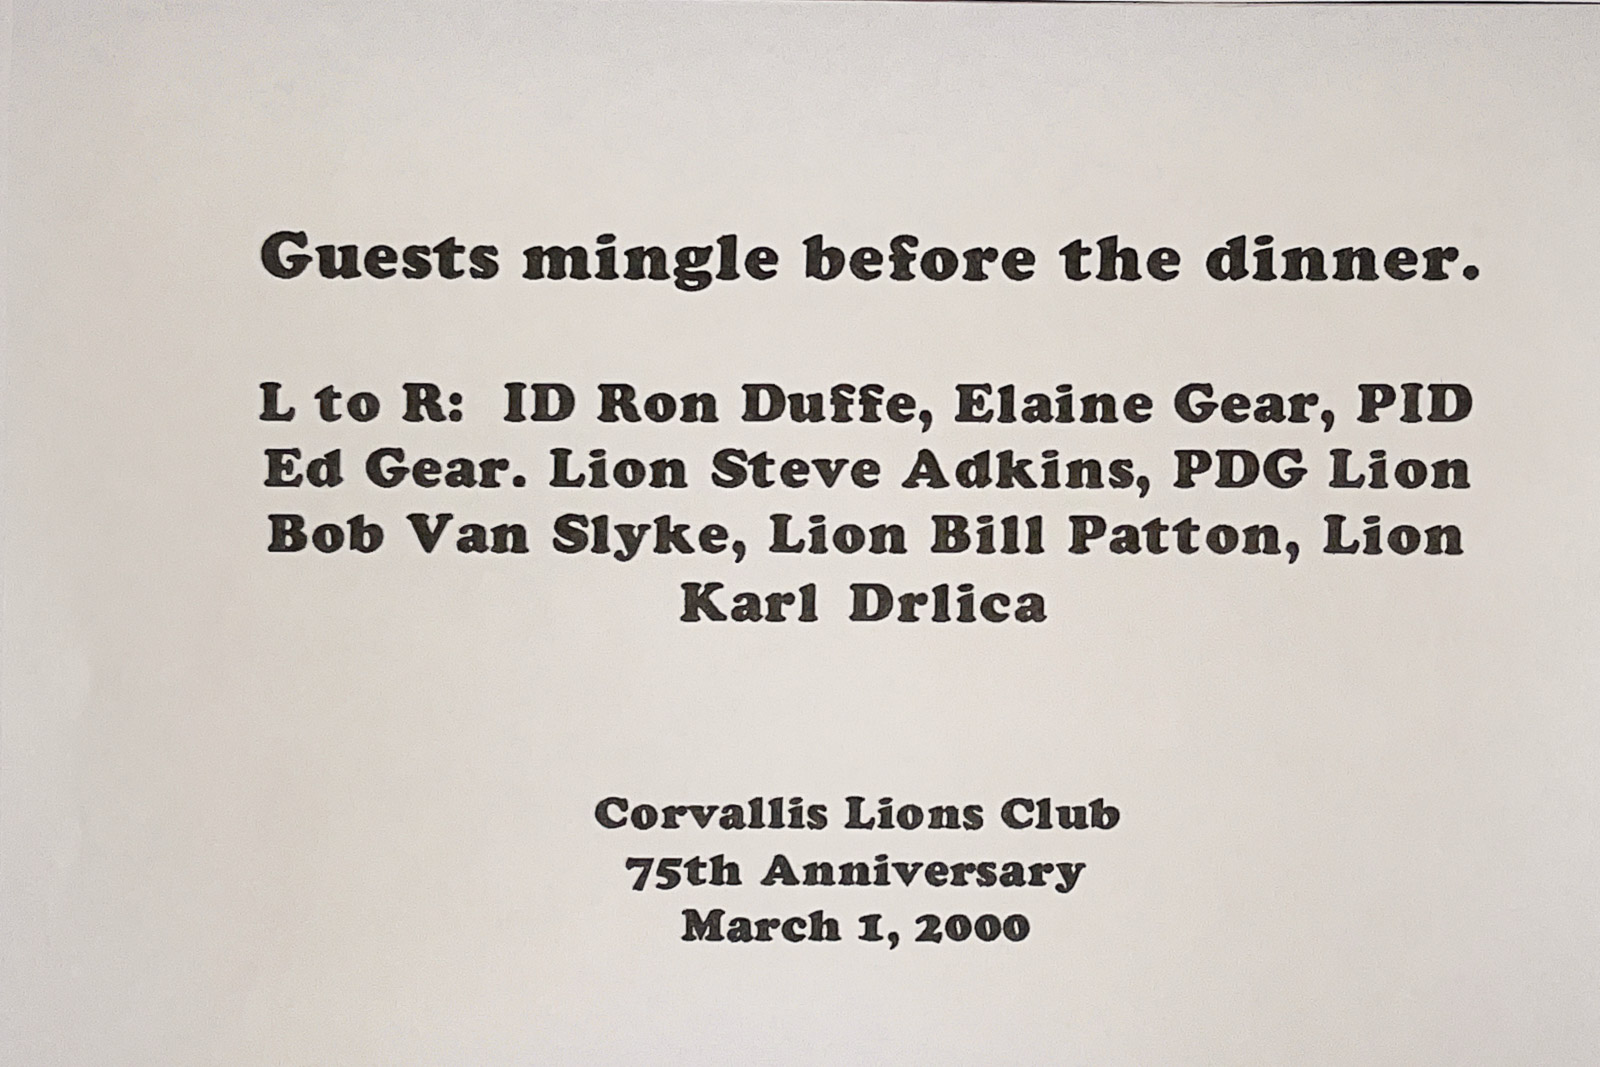 Guests mingle before the dinner.
L to R: ID Ron Duffe, Elaine Gear, PID
Ed Gear. Lion Steve Adkins, PDG Lion
Bob Van Slyke, Lion Bill Patton, Lion
Karl Drlica
Corvallis Lions Club
75th Anniversary
March 1, 2000